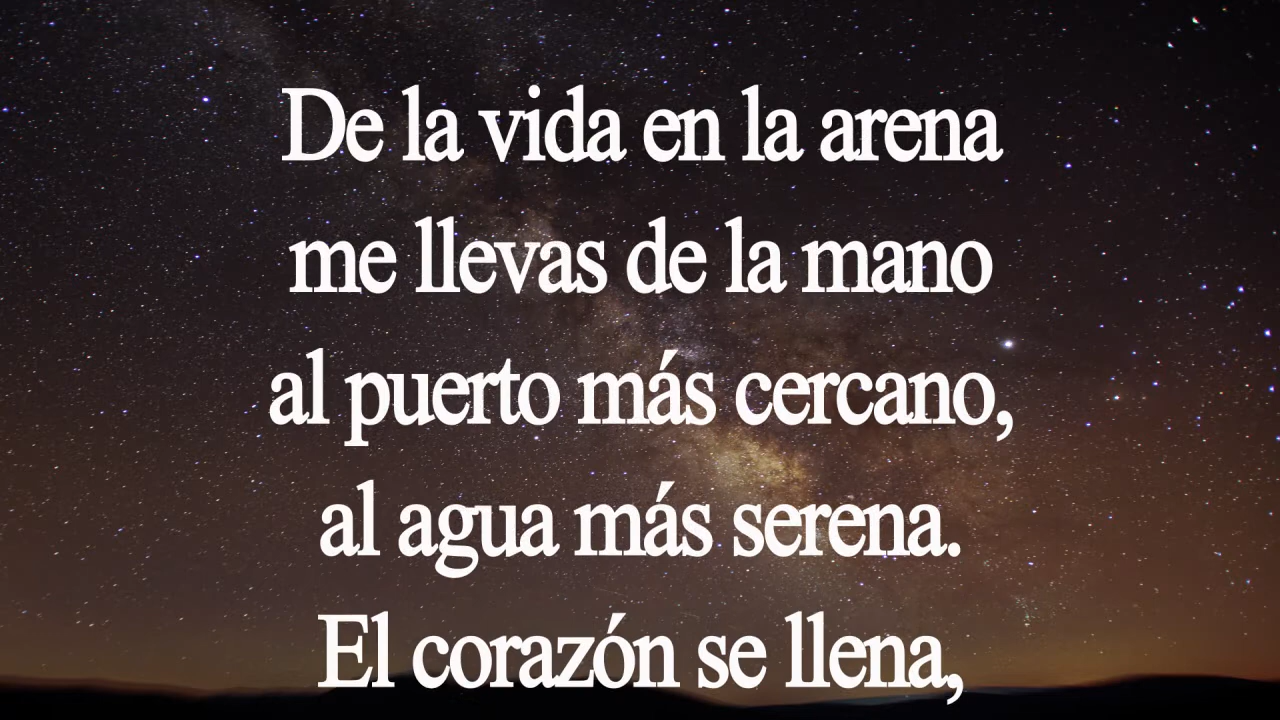 De la vida en la arena
me llevas de la mano
al puerto más cercano,
al agua más serena.
El corazón se llena,